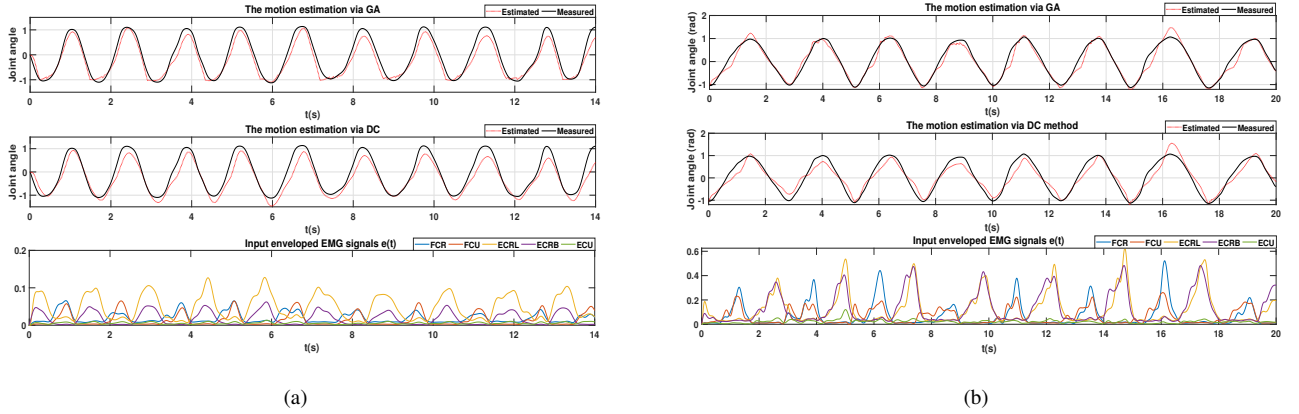 The motion estimation via GA
Estimated Measured
Joint angle
1
0
-1
0 2 4 6 8 10 12 14
t(s)
The motion estimation via DC
Estimated Measured
Joint angle
1
0
-1
0 2 4 6 8 10 12 14
t(s)
Input enveloped EMG signals e(t)
FCR FCU ECRL ECRB ECU
0.2
0.1
0
0 2 4 6 8 10 12 14
t(s)
(a)
The motion estimation via GA
Estimated Measured
Joint angle (rad)
2
1
0
-1
0 2 4 6 8 10 12 14 16 18 20
t(s)
The motion estimation via DC method
Estimated Measured
Joint angle (rad)
2
1
0
-1
0 2 4 6 8 10 12 14 16 18 20
t(s)
Input enveloped EMG signals e(t)
FCR FCU ECRL ECRB ECU
0.6
0.4
0.2
0
0 2 4 6 8 10 12 14 16 18 20
t(s)
(b)